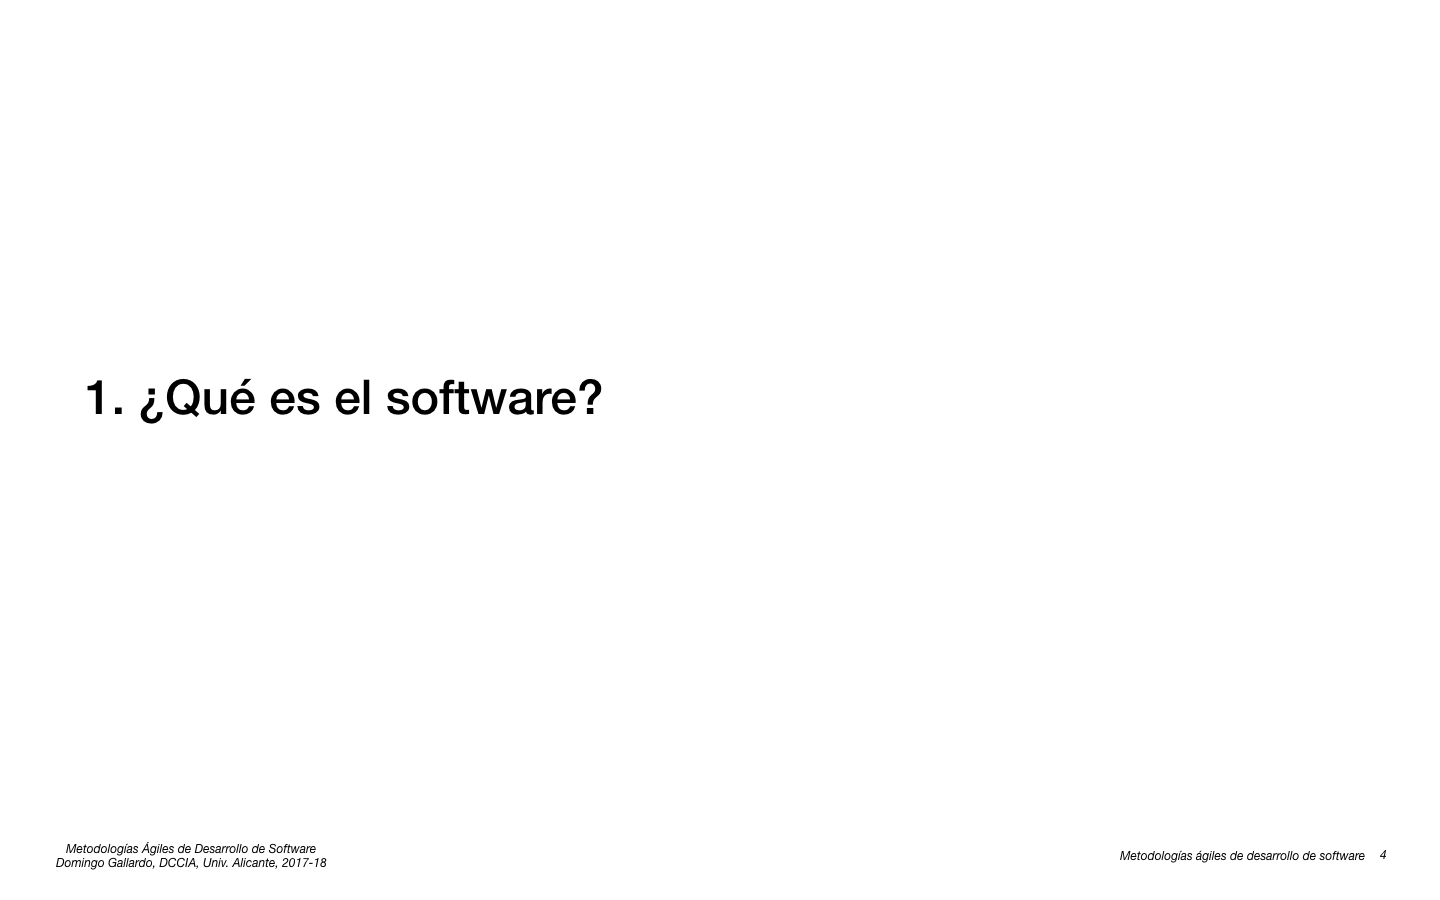 1. ¿Qué es el software?
Metodologías Ágiles de Desarrollo de Software
Domingo Gallardo, DCCIA, Univ. Alicante, 2017-18
Metodologías ágiles de desarrollo de software 4